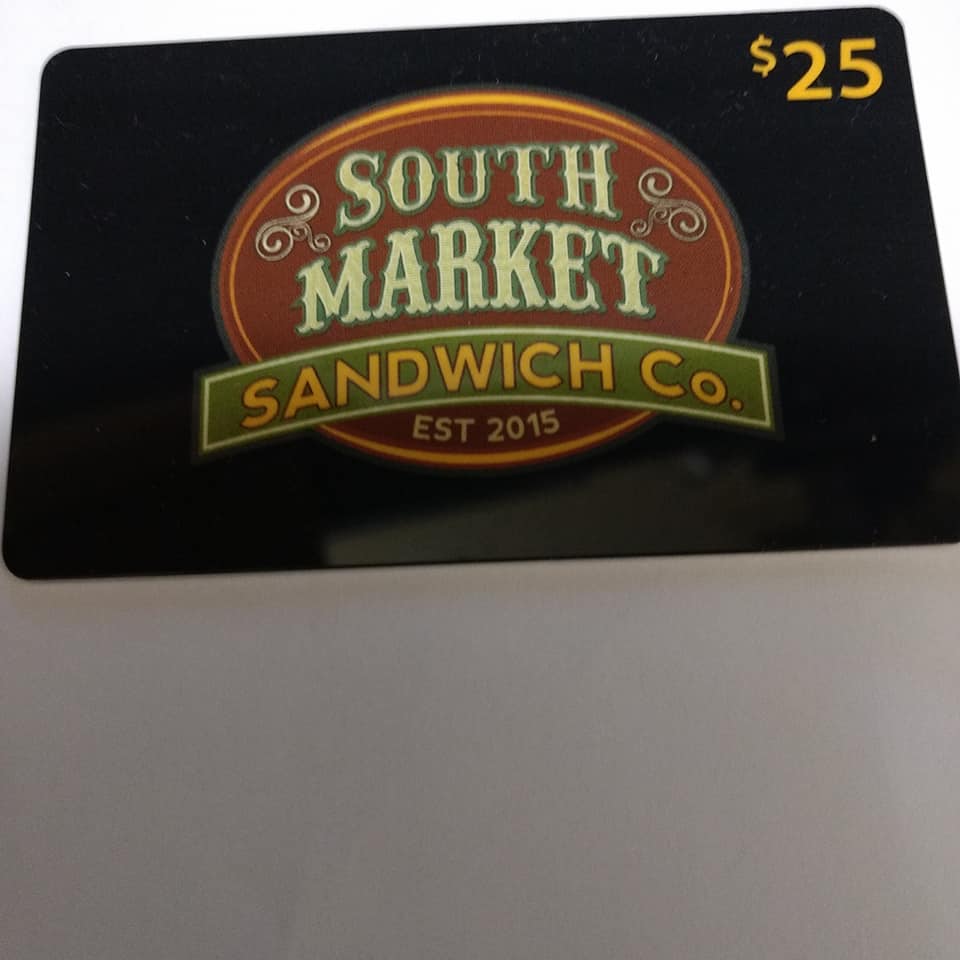 $25
SOUTH
MARKET
SANDWICH Co.
EST 2015